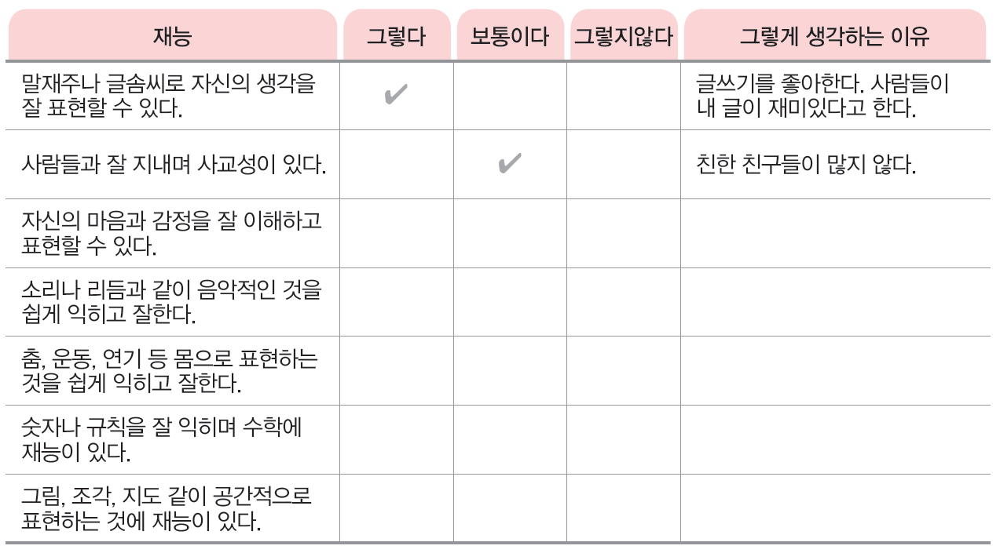 재능 그렇다 보통이다 그렇지않다 그렇게 생각하는 이유
말재주나 글솜씨로 자신의 생각을
잘 표현할 수 있다.
✔
글쓰기를 좋아한다. 사람들이
내 글이 재미있다고 한다.
사람들과 잘 지내며 사교성이 있다. ✔ 친한 친구들이 많지 않다.
자신의 마음과 감정을 잘 이해하고
표현할 수 있다.
소리나 리듬과 같이 음악적인 것을
쉽게 익히고 잘한다.
춤, 운동, 연기 등 몸으로 표현하는
것을 쉽게 익히고 잘한다.
숫자나 규칙을 잘 익히며 수학에
재능이 있다.
그림, 조각, 지도 같이 공간적으로
표현하는 것에 재능이 있다.